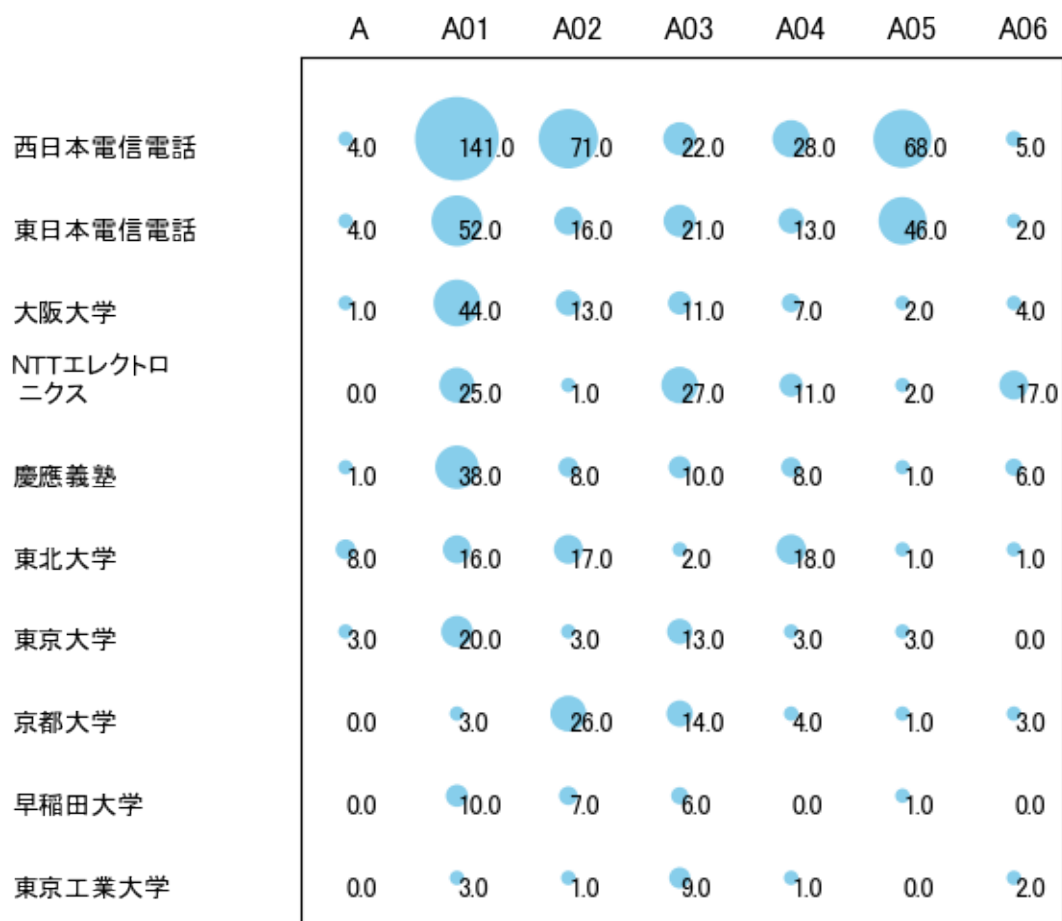 A A01 A02 A03 A04 A05 A06
西日本電信電話 4.0 141.0 71.0 22.0 28.0 68.0 5.0
東日本電信電話 4.0 52.0 16.0 21.0 13.0 46.0 2.0
大阪大学 1.0 44.0 13.0 11.0 7.0 2.0 4.0
NTTエレクトロ
ニクス 0.0 25.0 1.0 27.0 11.0 2.0 17.0
慶應義塾 1.0 38.0 8.0 10.0 8.0 1.0 6.0
東北大学 8.0 16.0 17.0 2.0 18.0 1.0 1.0
東京大学 3.0 20.0 3.0 13.0 3.0 3.0 0.0
京都大学 0.0 3.0 26.0 14.0 4.0 1.0 3.0
早稲田大学 0.0 10.0 7.0 6.0 0.0 1.0 0.0
東京工業大学 0.0 3.0 1.0 9.0 1.0 0.0 2.0